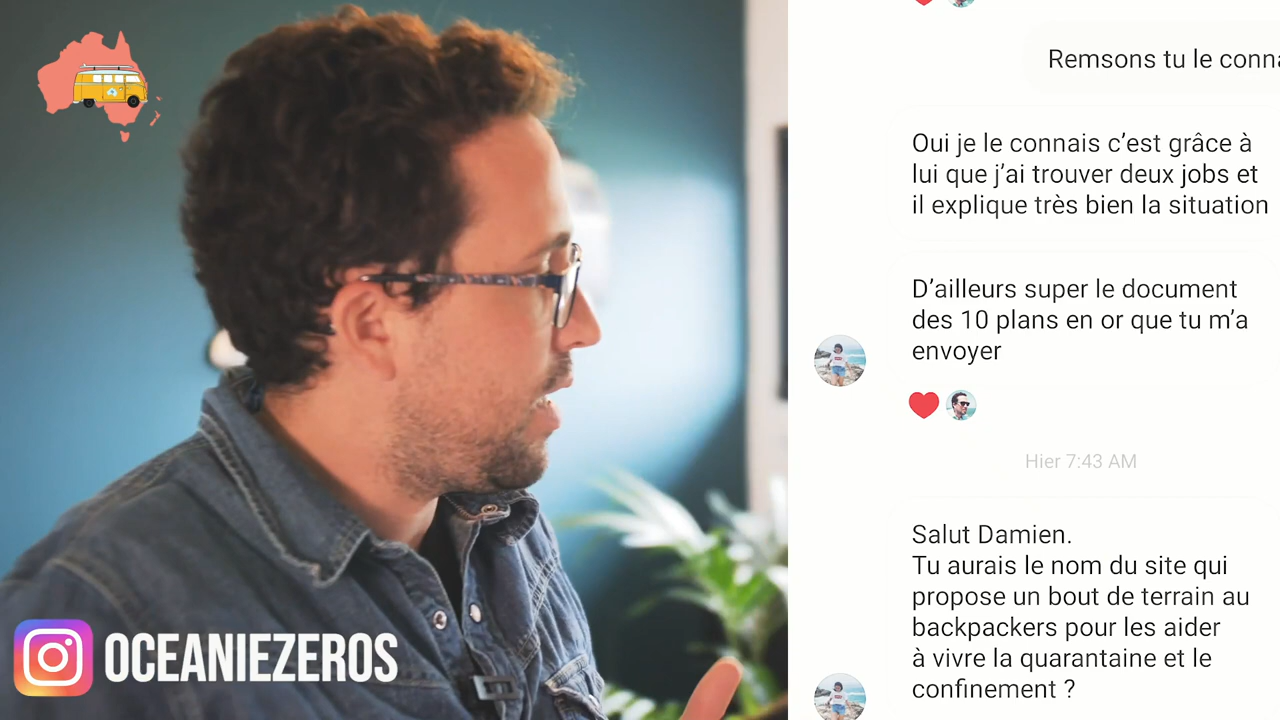 Remsons tu le conna
Oui je le connais c’est grâce à
lui que j’ai trouver deux jobs et
il explique très bien la situation
D’ailleurs super le document
des 10 plans en or que tu m’a
envoyer
Hier 7:43 AM
Salut Damien.
Tu aurais le nom du site qui
propose un bout de terrain au
backpackers pour les aider
à vivre la quarantaine et le
confinement ?
OCEANIEZEROS